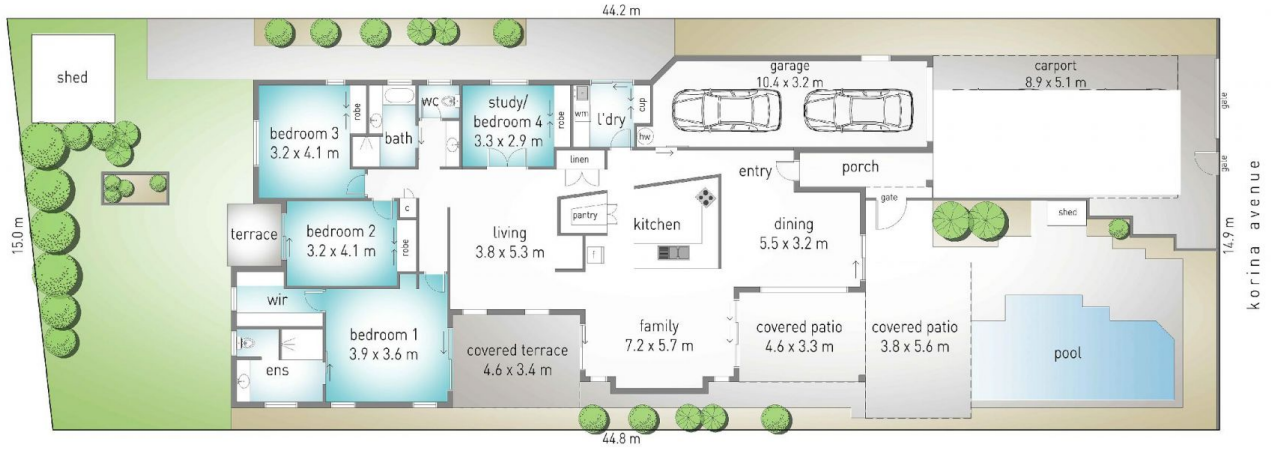 44.2 m
shed
garage
10.4 x 3.2 m
carport
8.9 x 5.1 m
gate
robe
wc
study/
bedroom 4
3.3 x 2.9 m
robe
wm
l'dry
cup
hw
bedroom 3
3.2 x 4.1 m
bath
linen
entry
porch
gate
gate
pantry
kitchen
f
c
terrace
bedroom 2
3.2 x 4.1 m
robe
living
3.8 x 5.3 m
dining
5.5 x 3.2 m
shed
15.0 m
14.9 m
korina avenue
wir
bedroom 1
3.9 x 3.6 m
ens
covered terrace
4.6 x 3.4 m
family
7.2 x 5.7 m
covered patio
4.6 x 3.3 m
covered patio
3.8 x 5.6 m
pool
44.8 m